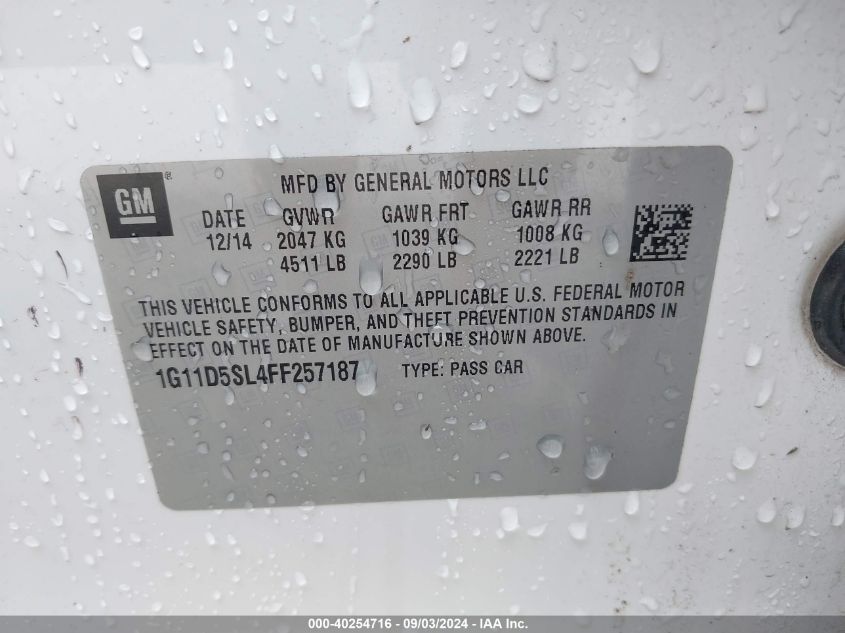 GM®
MFD BY GENERAL MOTORS LLC
DATE GVWR GAWR FRT GAWR RR
12/14 2047 KG 1039 KG 1008 KG
4511 LB 2290 LB 2221 LB
THIS VEHICLE CONFORMS TO ALL APPLICABLE U.S. FEDERAL MOTOR
VEHICLE SAFETY, BUMPER, AND THEFT PREVENTION STANDARDS IN
EFFECT ON THE DATE OF MANUFACTURE SHOWN ABOVE.
1G11D5SL4FF257187 TYPE: PASS CAR
000-40254716 - 09/03/2024 - IAA Inc.